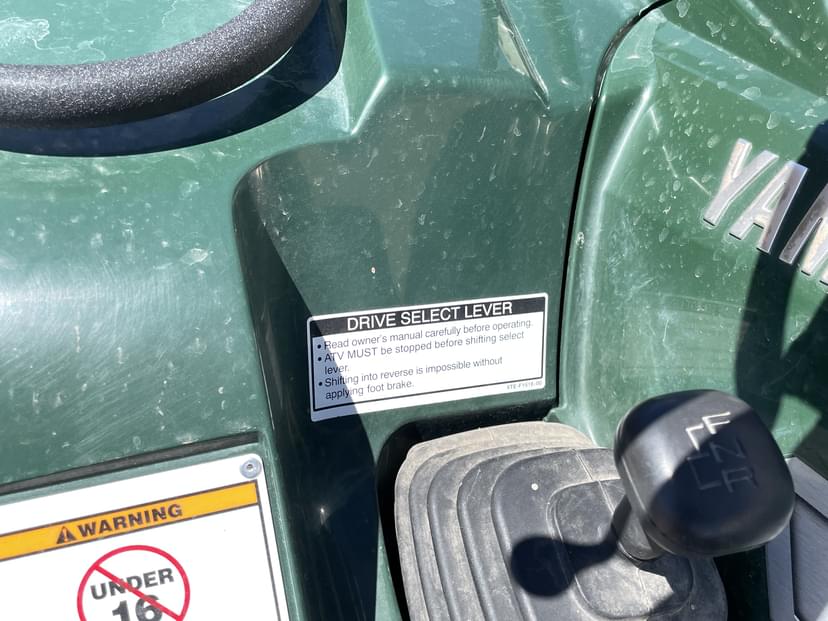 YAM
DRIVE SELECT LEVER
• Read owner's manual carefully before operating.
• ATV MUST be stopped before shifting select
lever.
• Shifting into reverse is impossible without
applying foot brake.
WARNING
UNDER
16
F
N
L R